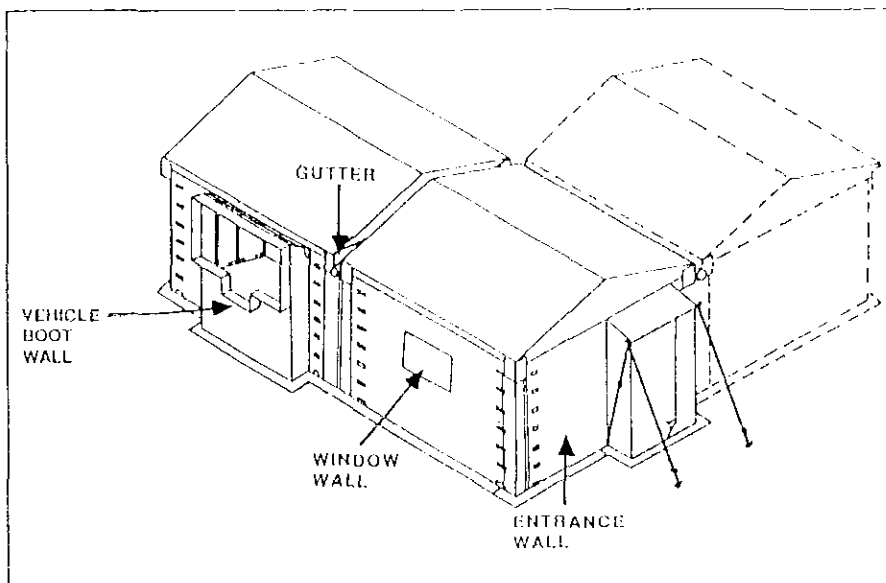 GUTTER
VEHICLE
BOOT
WALL
WINDOW
WALL
ENTRANCE
WALL